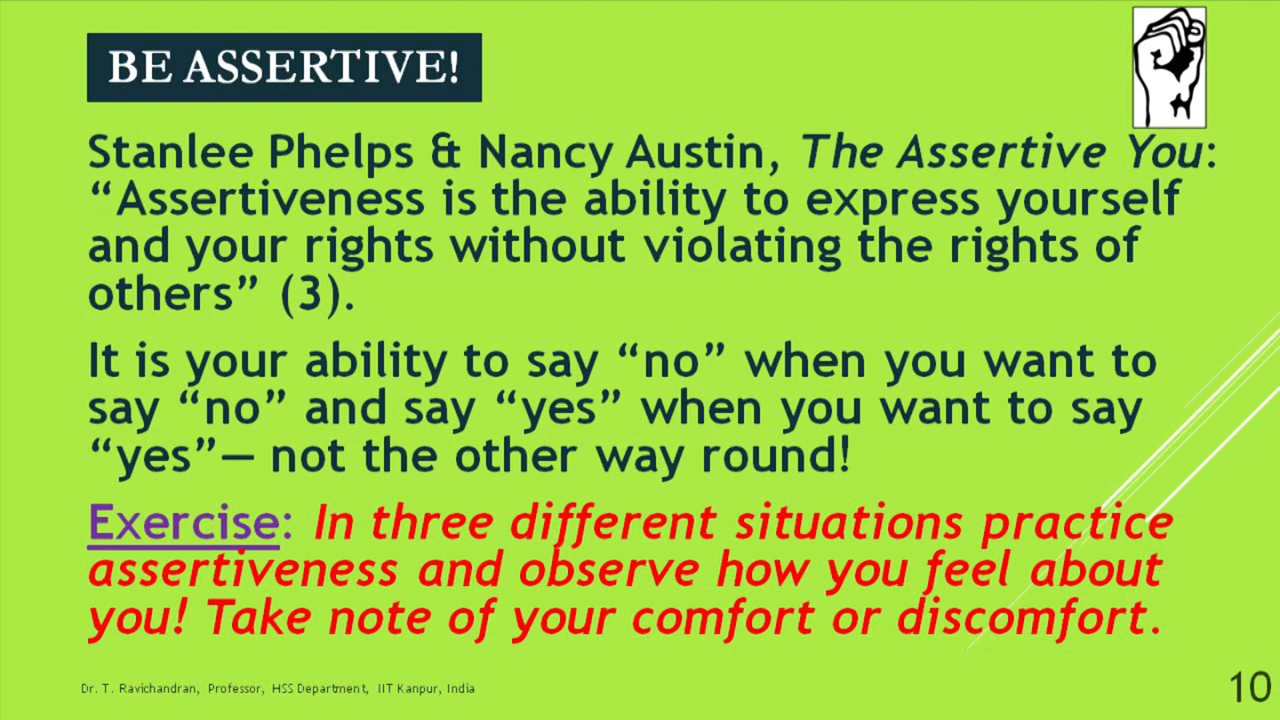 BE ASSERTIVE!
Stanlee Phelps & Nancy Austin, The Assertive You:
“Assertiveness is the ability to express yourself
and your rights without violating the rights of
others” (3).
It is your ability to say “no” when you want to
say “no” and say “yes” when you want to say
“yes”— not the other way round!
Exercise: In three different situations practice
assertiveness and observe how you feel about
you! Take note of your comfort or discomfort.
Dr. T. Ravichandran, Professor, HSS Department, IIT Kanpur, India
10